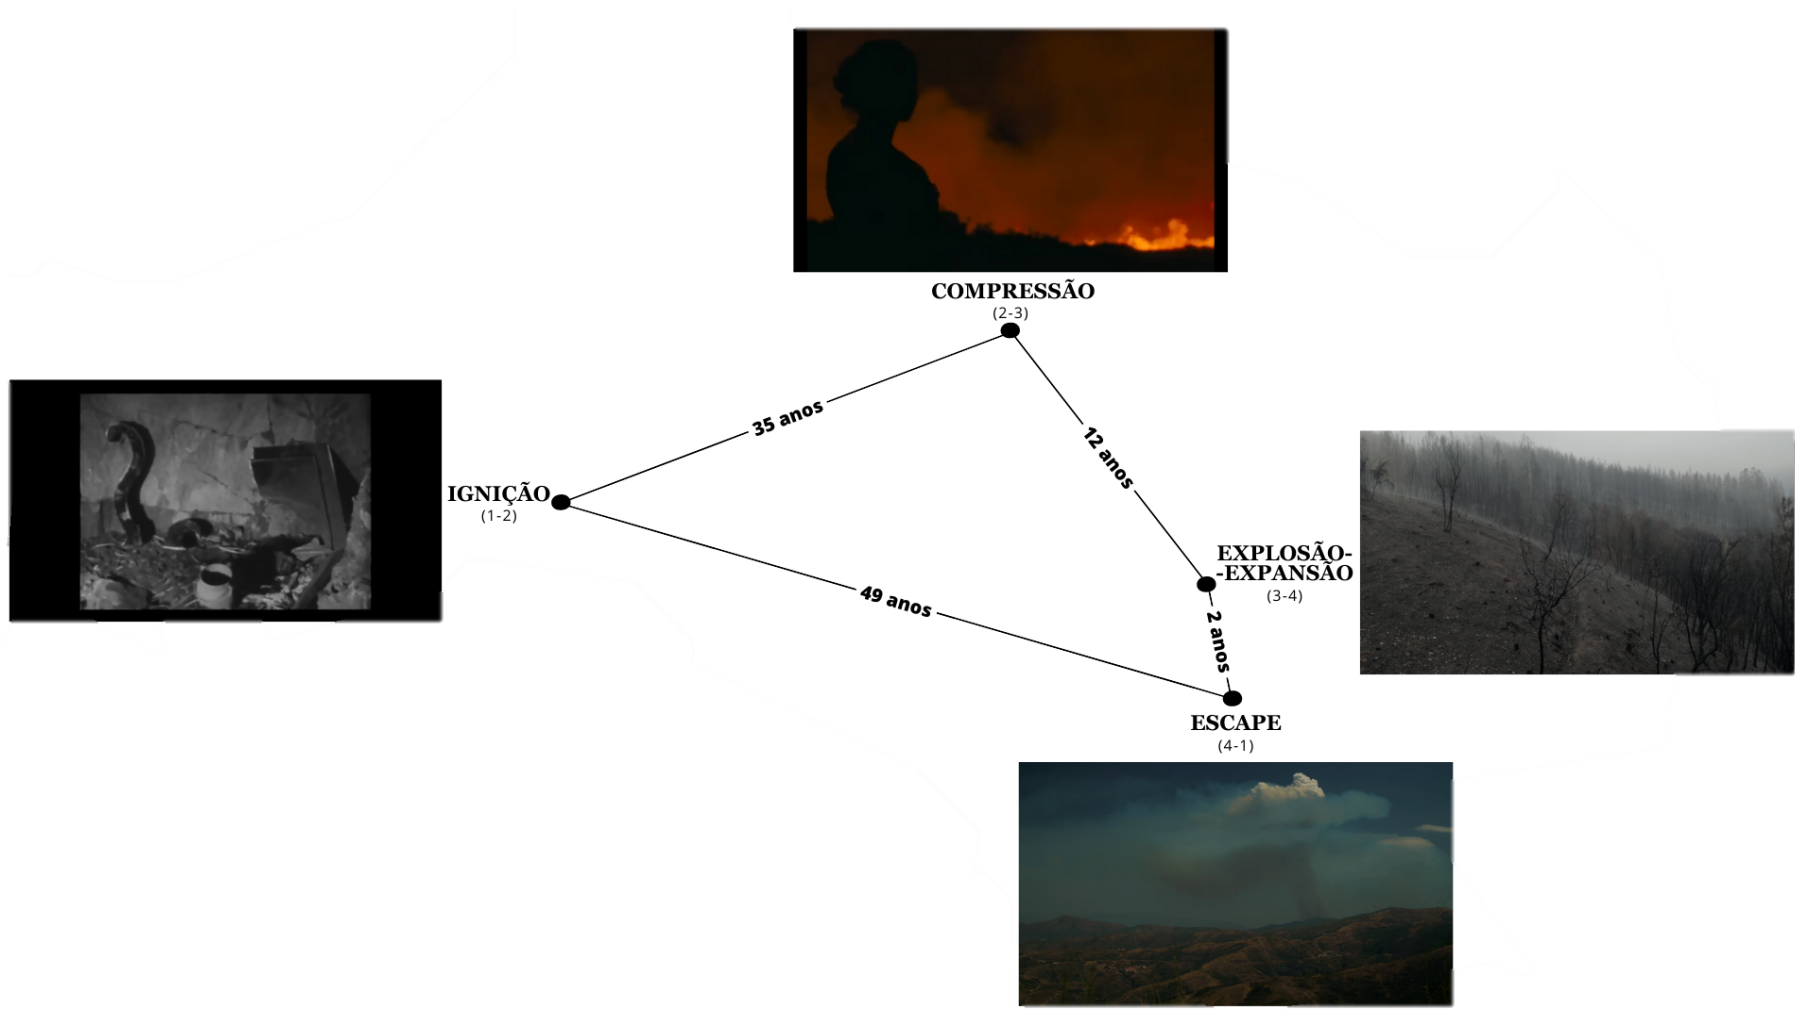 COMPRESSÃO
(2-3)
35 anos
12 anos
IGNIÇÃO
(1-2)
EXPLOSÃO-
-EXPANSÃO
(3-4)
49 anos
2 anos
ESCAPE
(4-1)